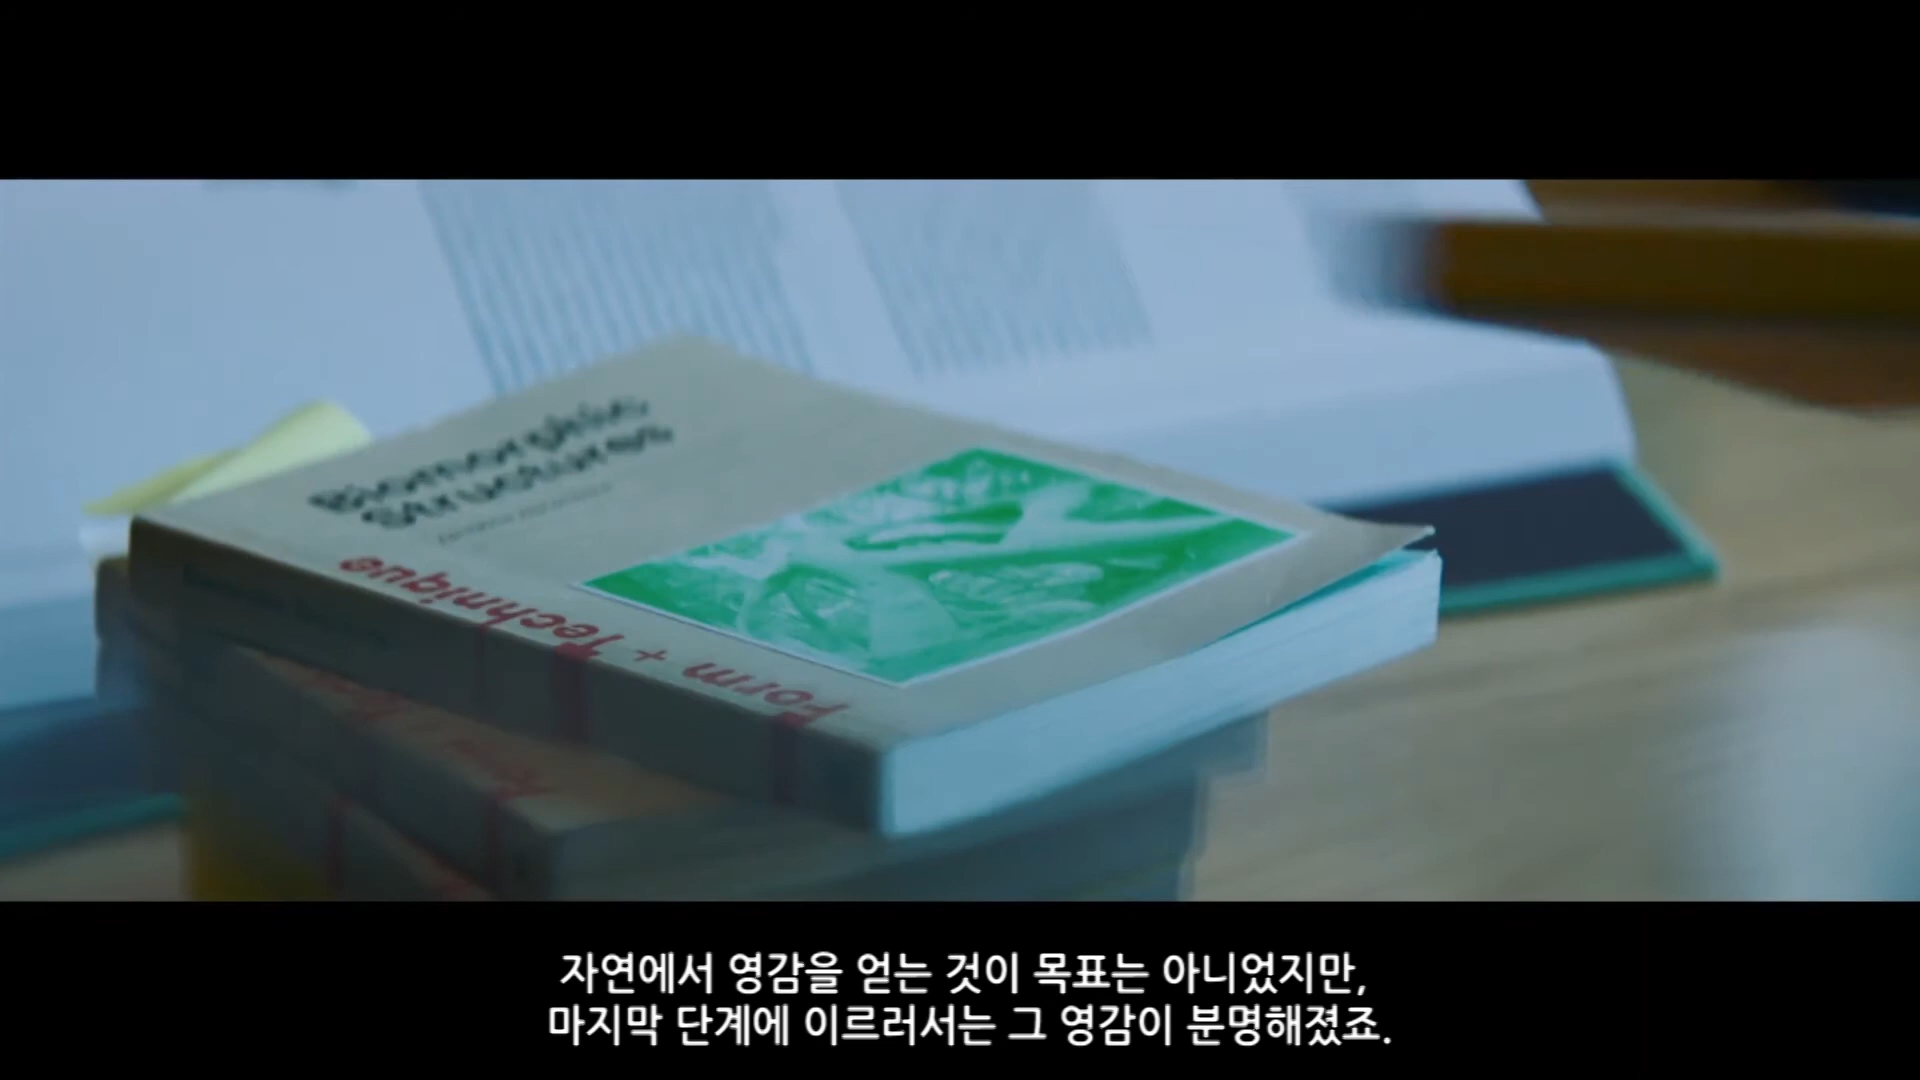 Biomorphic
Structures
Form + Technique
자연에서 영감을 얻는 것이 목표는 아니었지만,
마지막 단계에 이르러서는 그 영감이 분명해졌죠.